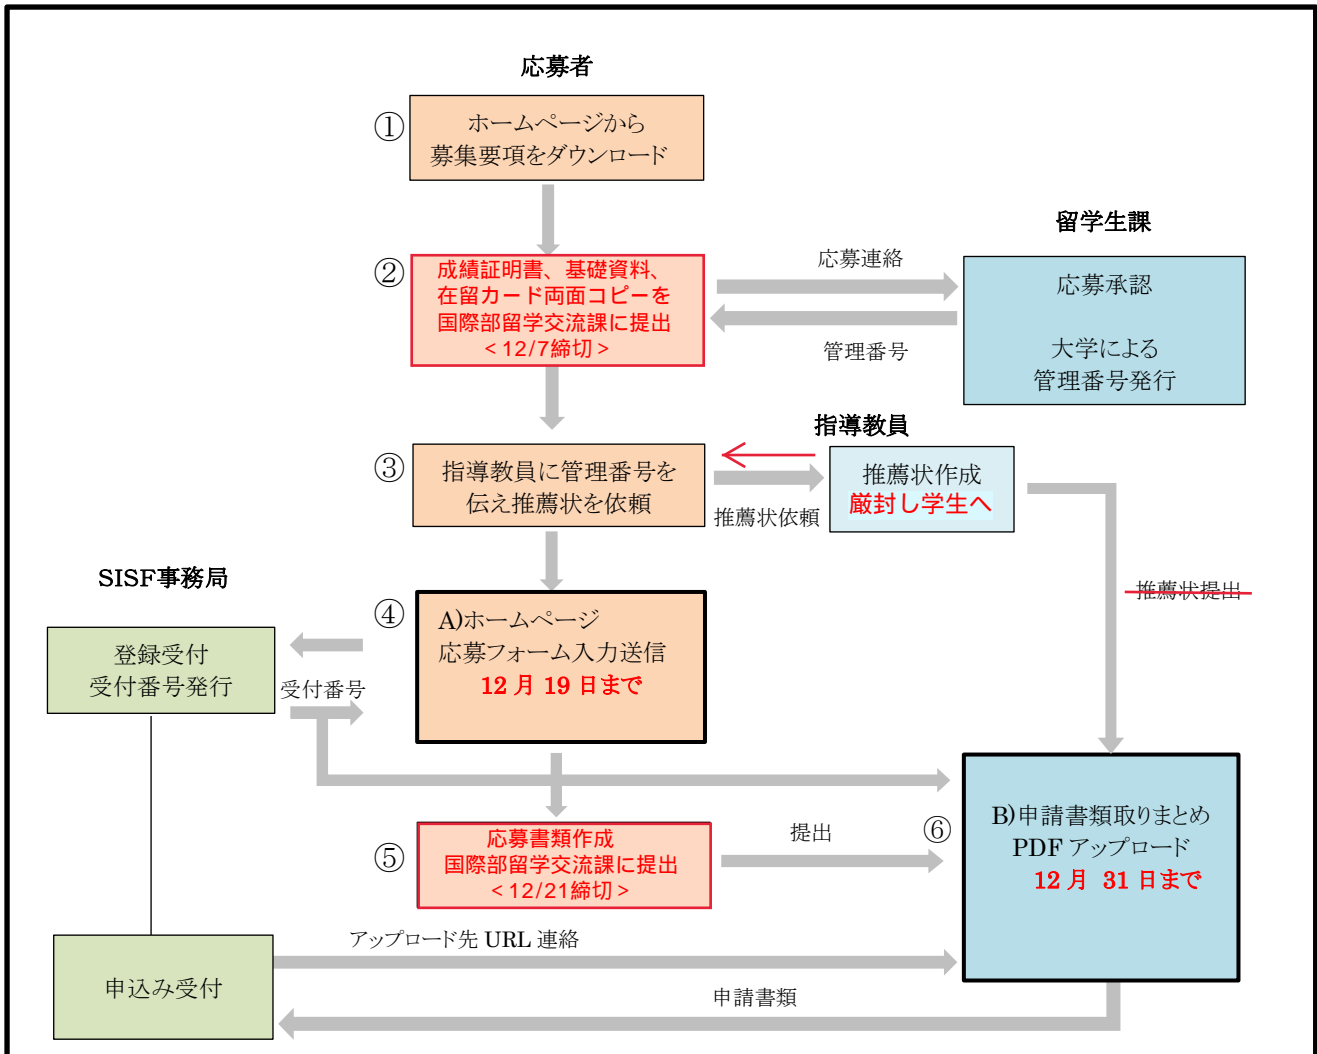 応募者
①
ホームページから
募集要項をダウンロード
留学生課
②
成績証明書、基礎資料、
在留カード両面コピーを
国際部留学交流課に提出
<12/7締切>
応募連絡
管理番号
応募承認
大学による
管理番号発行
指導教員
③
指導教員に管理番号を
伝え推薦状を依頼
推薦状依頼
推薦状作成
厳封し学生へ
推薦状提出
SISF事務局
④
A)ホームページ
応募フォーム入力送信
12 月 19 日まで
登録受付
受付番号発行
受付番号
⑤
応募書類作成
国際部留学交流課に提出
<12/21締切>
提出
⑥
B)申請書類取りまとめ
PDF アップロード
12 月 31 日まで
アップロード先 URL 連絡
申込み受付
申請書類